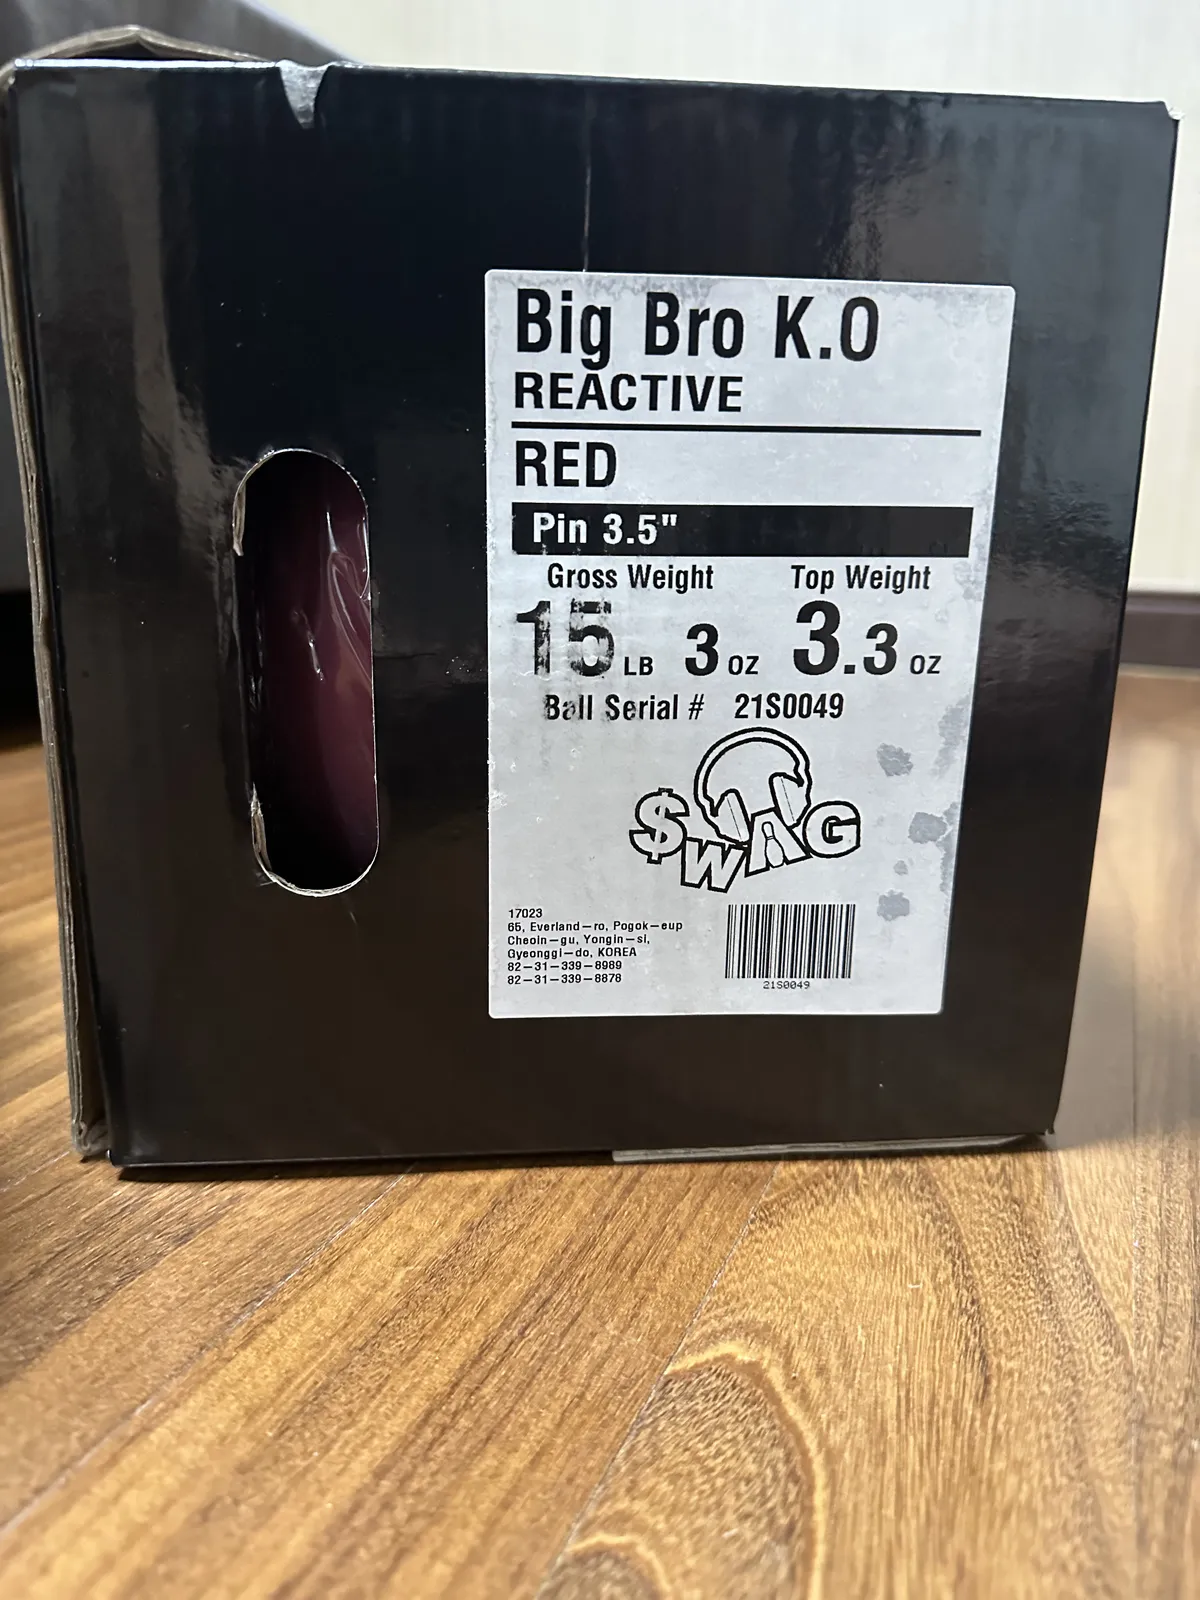 Big Bro K.O
REACTIVE
RED
Pin 3.5"
Gross Weight Top Weight
15 LB 3 OZ 3.3 OZ
Ball Serial # 21S0049
$WAG
17023
65, Everland-ro, Pogok-eup
Cheoin-gu, Yongin-si,
Gyeonggi-do, KOREA
82-31-339-8989
82-31-339-8878
21S0049